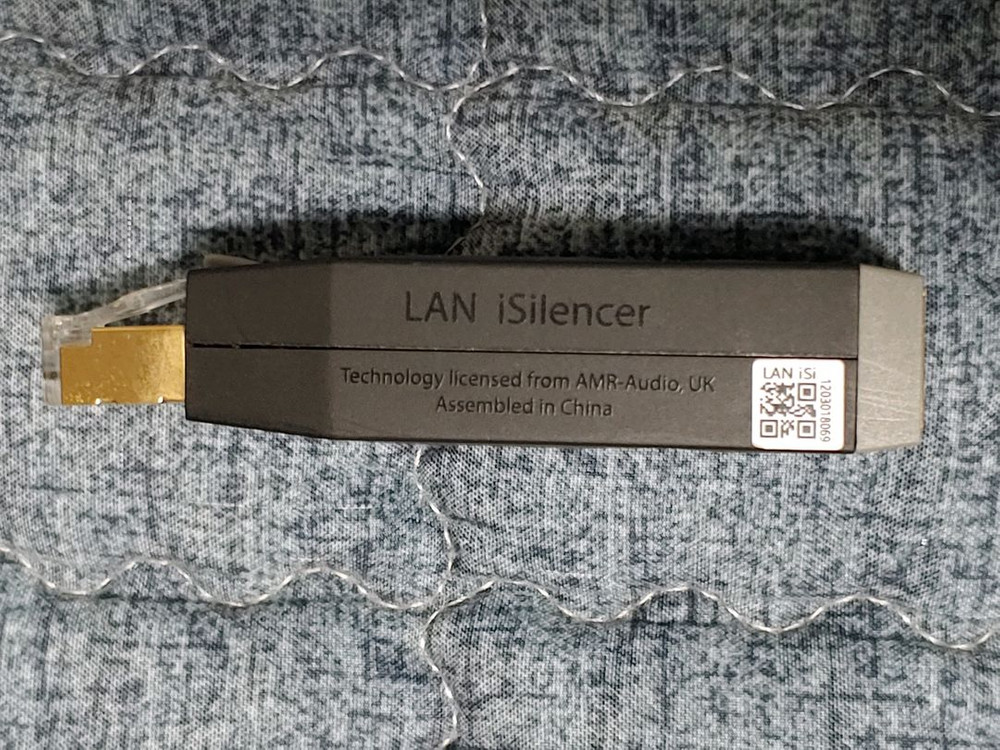 LAN iSilencer
Technology licensed from AMR-Audio, UK
Assembled in China
LAN iSi
1203018069